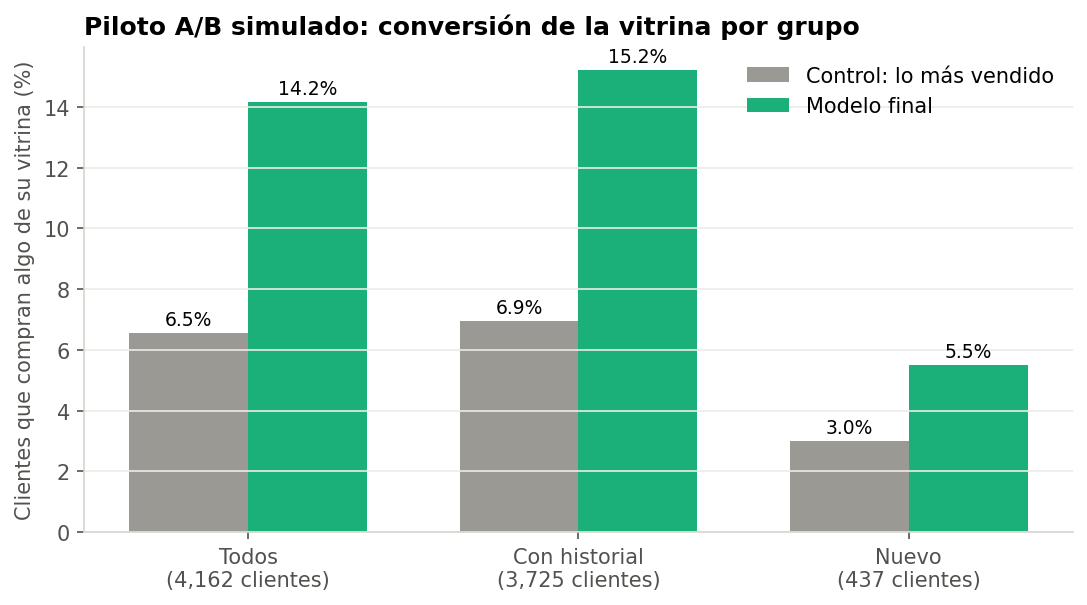 Piloto A/B simulado: conversión de la vitrina por grupo
Clientes que compran algo de su vitrina (%)
14
12
10
8
6
4
2
0
6.5%
14.2%
6.9%
15.2%
3.0%
5.5%
Control: lo más vendido
Modelo final
Todos
(4,162 clientes)
Con historial
(3,725 clientes)
Nuevo
(437 clientes)